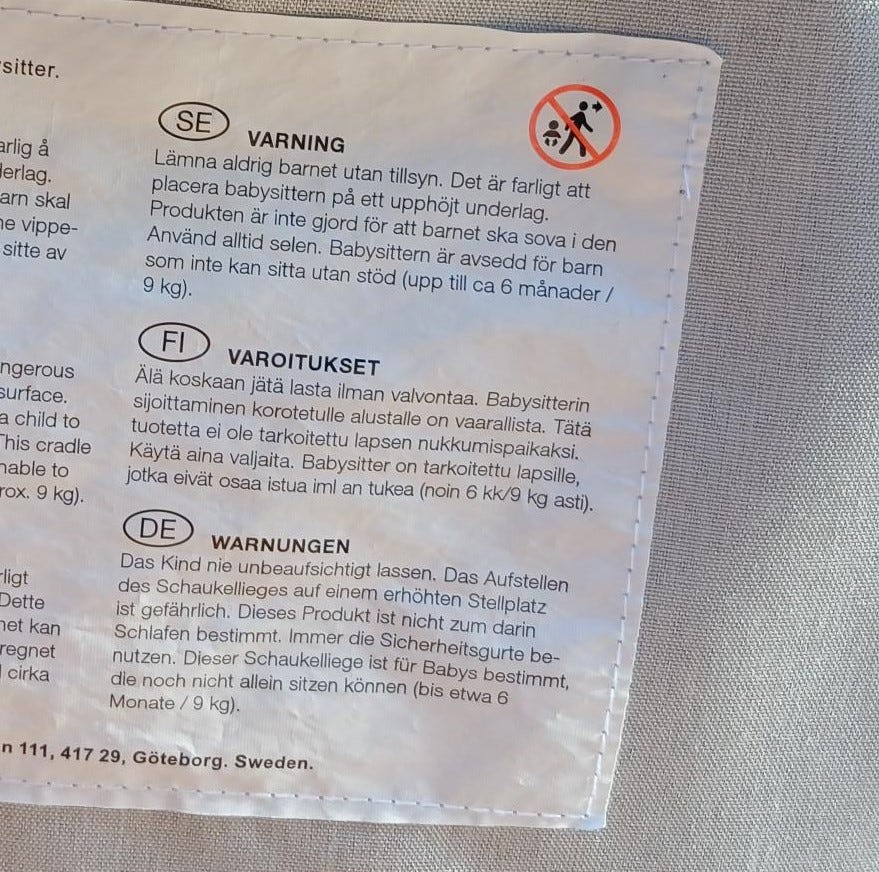 sitter.
arlig å
erlag.
arn skal
ne vippe-
sitte av
ngerous
surface.
a child to
This cradle
nable to
rox. 9 kg).
rligt
Dette
net kan
regnet
cirka
SE
VARNING
Lämna aldrig barnet utan tillsyn. Det är farligt att
placera babysittern på ett upphöjt underlag.
Produkten är inte gjord för att barnet ska sova i den
Använd alltid selen. Babysittern är avsedd för barn
som inte kan sitta utan stöd (upp till ca 6 månader /
9 kg).
FI
VAROITUKSET
Älä koskaan jätä lasta ilman valvontaa. Babysitterin
sijoittaminen korotetulle alustalle on vaarallista. Tätä
tuotetta ei ole tarkoitettu lapsen nukkumispaikaksi.
Käytä aina valjaita. Babysitter on tarkoitettu lapsille,
jotka eivät osaa istua iml an tukea (noin 6 kk/9 kg asti).
DE
WARNUNGEN
Das Kind nie unbeaufsichtigt lassen. Das Aufstellen
des Schaukellieges auf einem erhöhten Stellplatz
ist gefährlich. Dieses Produkt ist nicht zum darin
Schlafen bestimmt. Immer die Sicherheitsgurte be-
nutzen. Dieser Schaukelliege ist für Babys bestimmt,
die noch nicht allein sitzen können (bis etwa 6
Monate / 9 kg).
n 111, 417 29, Göteborg. Sweden.